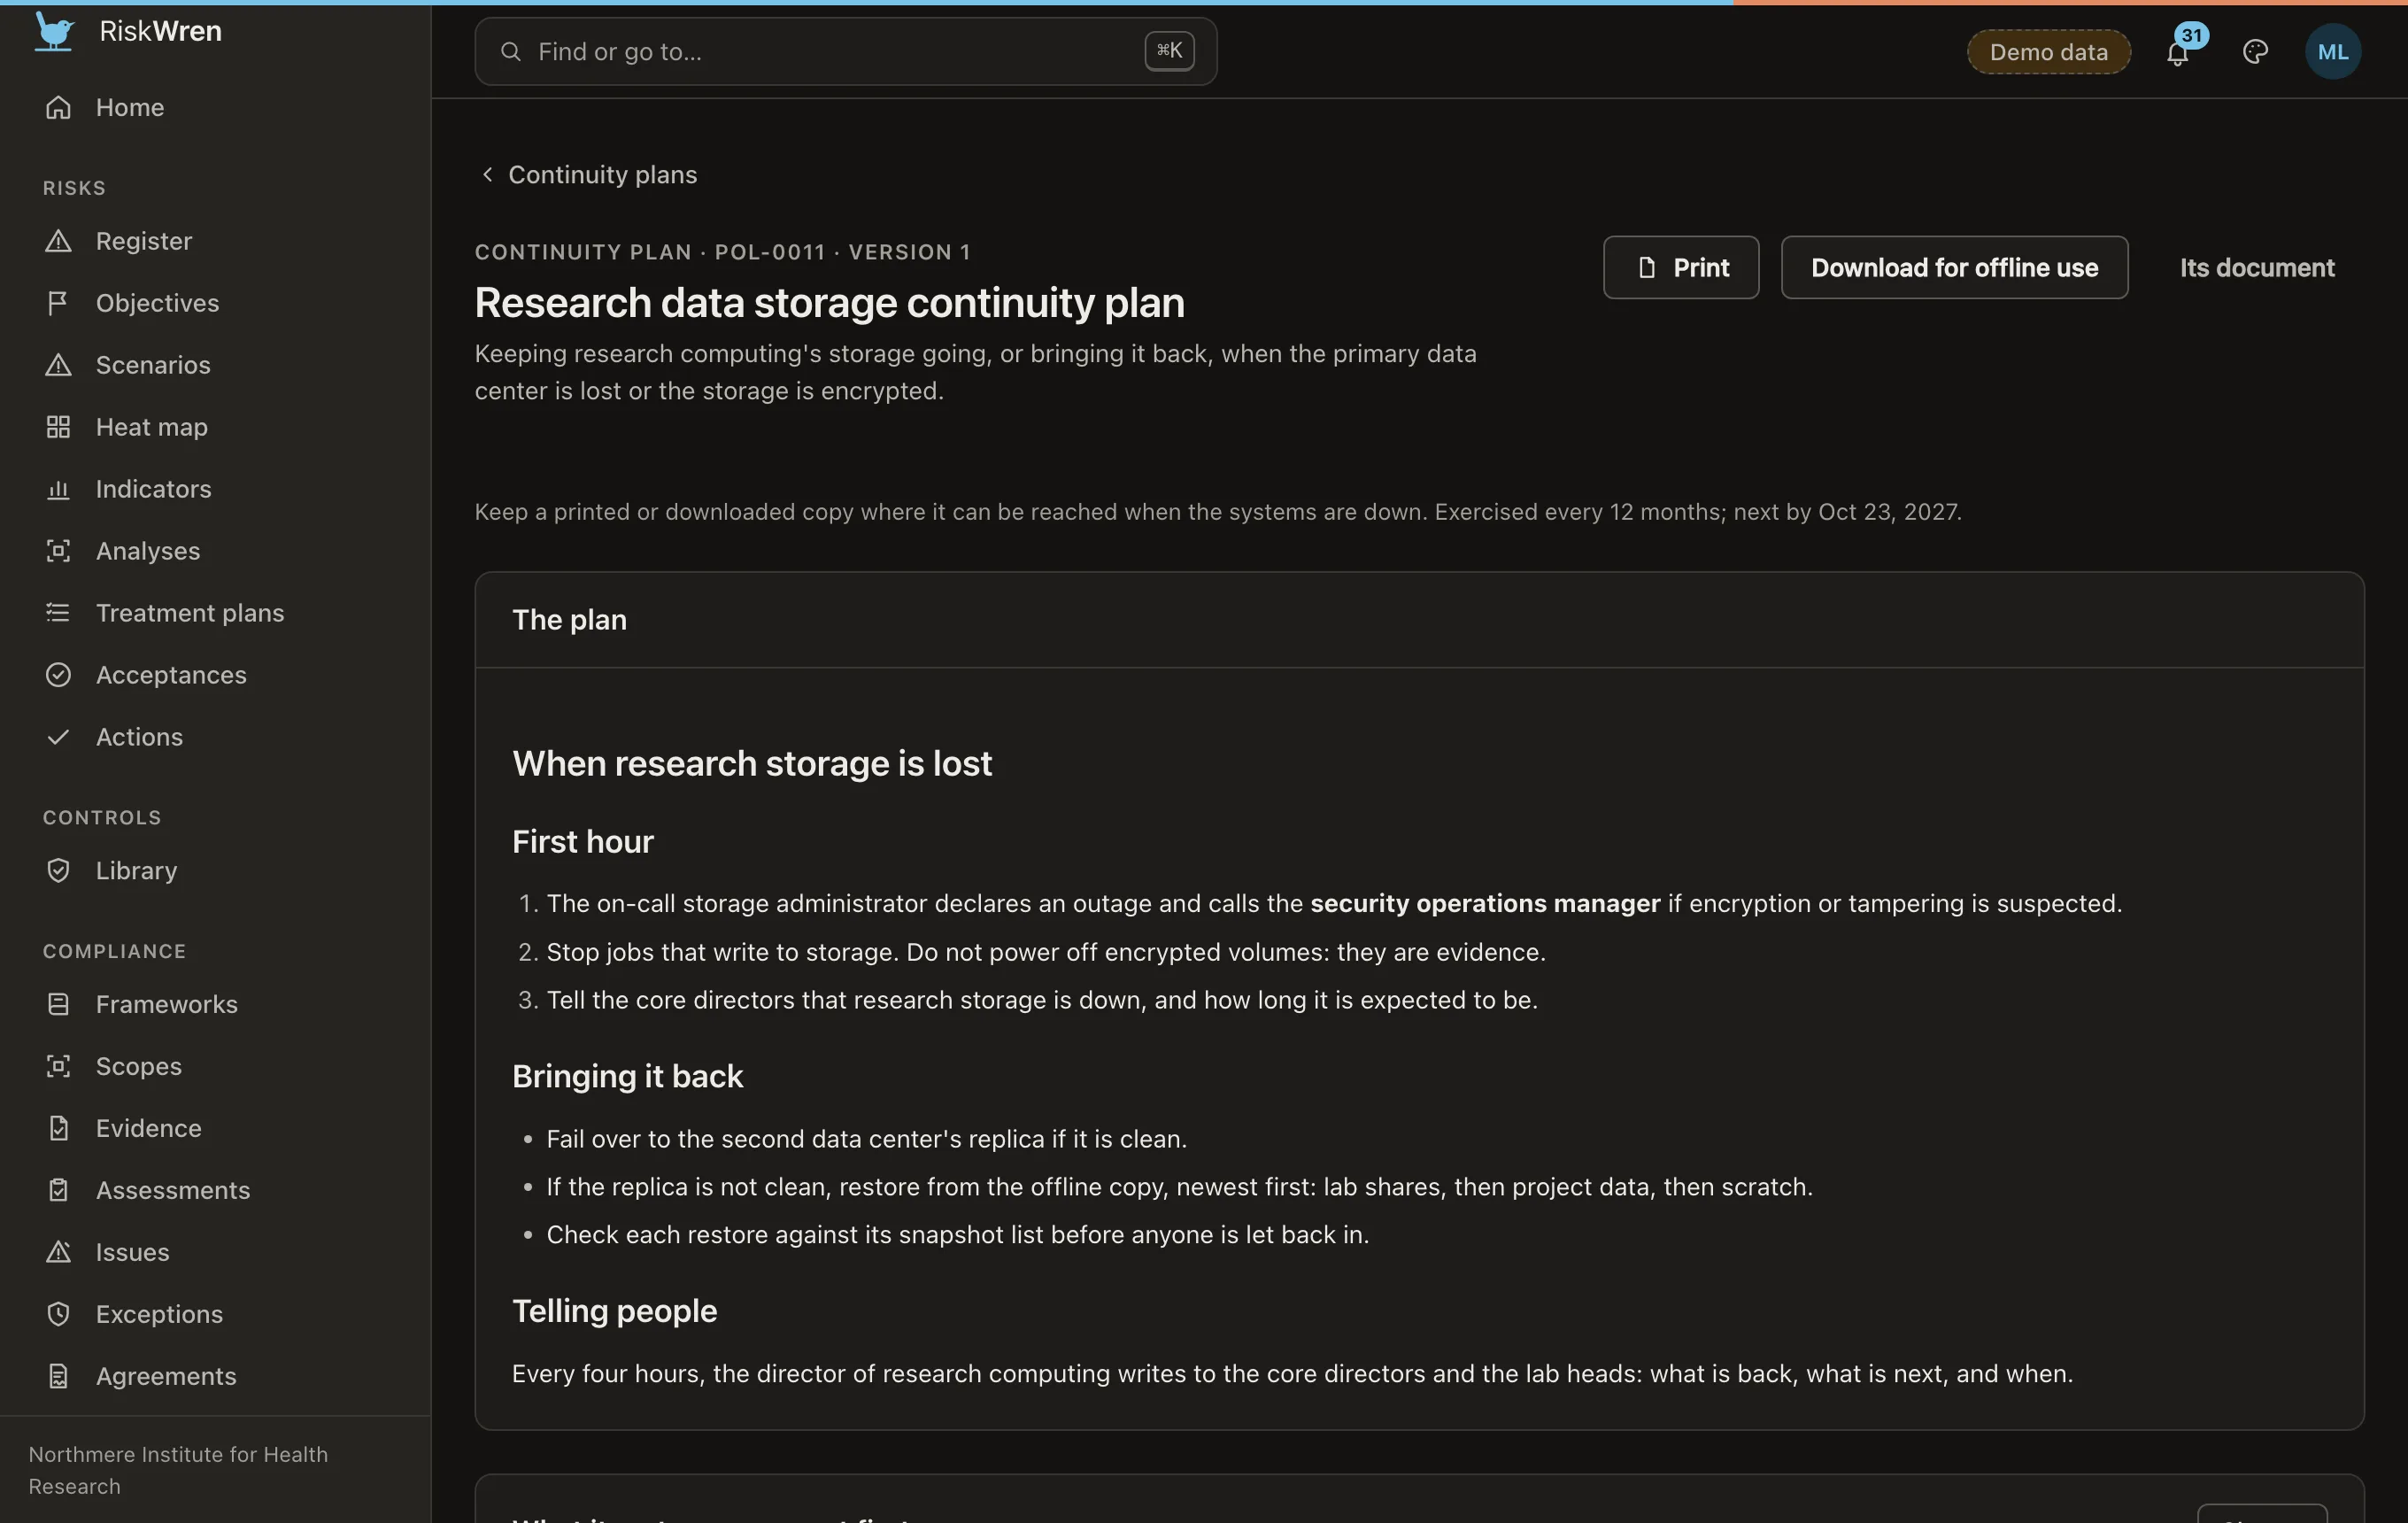 RiskWren
Find or go to...
⌘K
Demo data
31
ML
Home
RISKS
Register
Objectives
Scenarios
Heat map
Indicators
Analyses
Treatment plans
Acceptances
Actions
CONTROLS
Library
COMPLIANCE
Frameworks
Scopes
Evidence
Assessments
Issues
Exceptions
Agreements
Northmere Institute for Health
Research
Continuity plans
CONTINUITY PLAN · POL-0011 · VERSION 1
Research data storage continuity plan
Keeping research computing's storage going, or bringing it back, when the primary data
center is lost or the storage is encrypted.
Print
Download for offline use
Its document
Keep a printed or downloaded copy where it can be reached when the systems are down. Exercised every 12 months; next by Oct 23, 2027.
The plan
When research storage is lost
First hour
1. The on-call storage administrator declares an outage and calls the security operations manager if encryption or tampering is suspected.
2. Stop jobs that write to storage. Do not power off encrypted volumes: they are evidence.
3. Tell the core directors that research storage is down, and how long it is expected to be.
Bringing it back
• Fail over to the second data center's replica if it is clean.
• If the replica is not clean, restore from the offline copy, newest first: lab shares, then project data, then scratch.
• Check each restore against its snapshot list before anyone is let back in.
Telling people
Every four hours, the director of research computing writes to the core directors and the lab heads: what is back, what is next, and when.